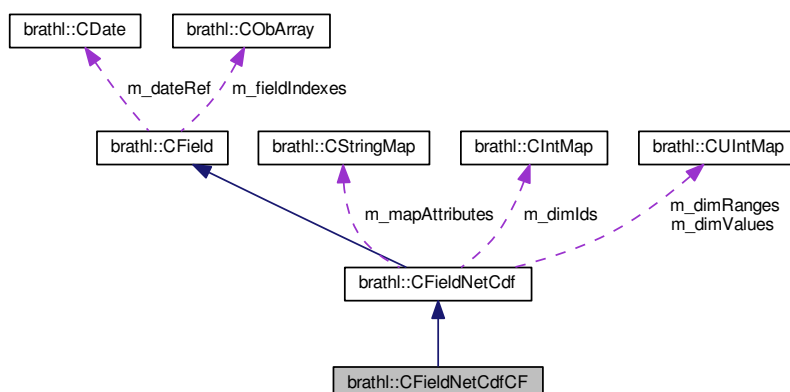 brathl::CDate
brathl::CObArray
m_dateRef
m_fieldIndexes
brathl::CField
brathl::CStringMap
brathl::CIntMap
brathl::CUIntMap
m_mapAttributes
m_dimIds
m_dimRanges
m_dimValues
brathl::CFieldNetCdf
brathl::CFieldNetCdfCF